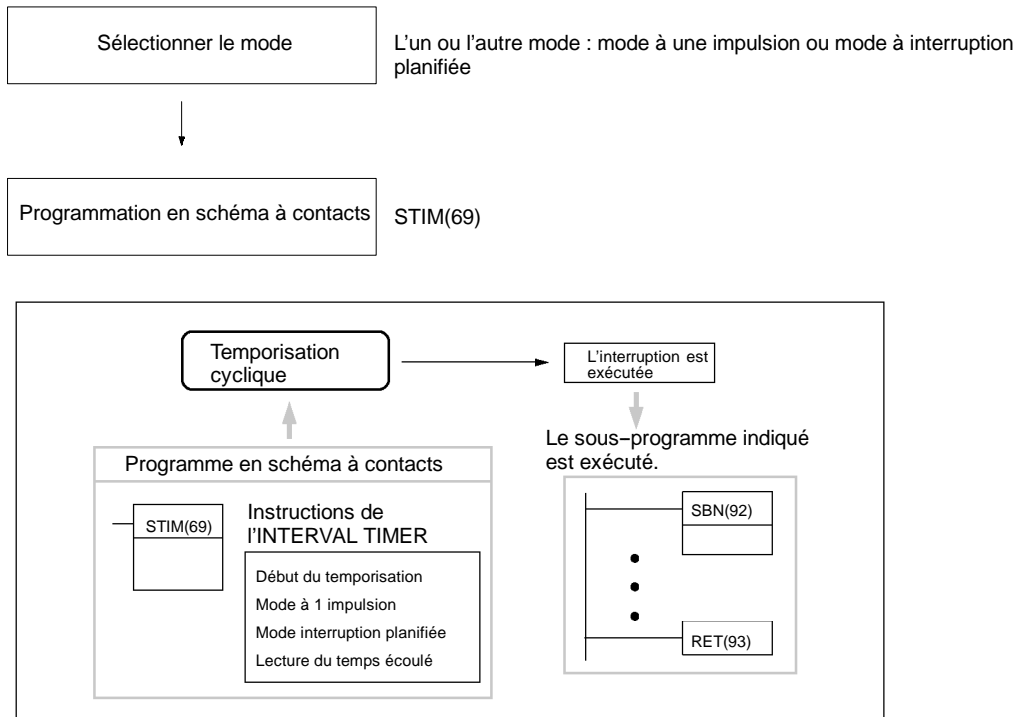 Sélectionner le mode
L'un ou l'autre mode : mode à une impulsion ou mode à interruption
planifiée
Programmation en schéma à contacts
STIM(69)
Temporisation
cyclique
L'interruption est
exécutée
Le sous-programme indiqué
est exécuté.
Programme en schéma à contacts
STIM(69)
Instructions de
l'INTERVAL TIMER
Début du temporisation
Mode à 1 impulsion
Mode interruption planifiée
Lecture du temps écoulé
SBN(92)
RET(93)